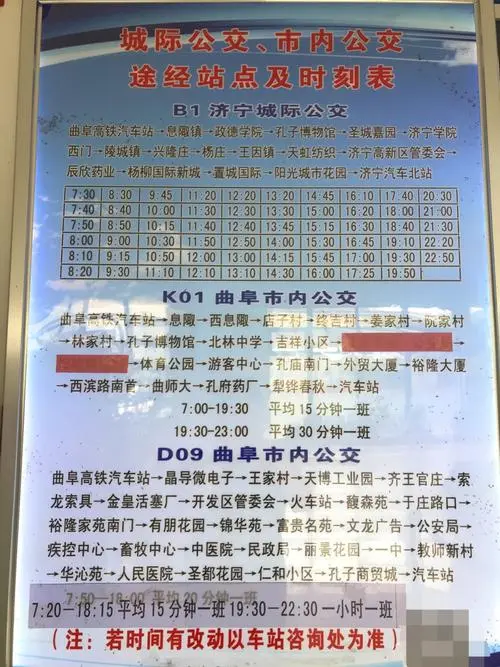 城际公交、市内公交
途经站点及时刻表
B1 济宁城际公交
曲阜高铁汽车站→息陬镇→政德学院→孔子博物馆→圣城嘉园→济宁学院
西门→陵城镇→兴隆庄→杨庄→王因镇→天虹纺织→济宁高新区管委会→
辰欣药业→杨柳国际新城→置城国际→阳光城市花园→济宁汽车北站
7:30 8:30 9:45 11:20 12:20 13:20 14:45 16:10 17:40 20:30
7:40 8:40 10:00 11:30 12:30 13:30 15:00 16:20 18:00 21:00
7:50 8:50 10:15 11:40 12:40 13:45 15:15 16:40 18:30 21:50
8:00 9:00 10:30 11:50 12:50 14:00 15:30 16:50 19:10 22:20
8:10 9:15 10:50 12:00 13:00 14:15 15:45 17:10 19:30 22:50
8:20 9:30 11:10 12:10 13:10 14:30 16:00 17:25 19:50
K01 曲阜市内公交
曲阜高铁汽车站→息陬→西息陬→庙子村→终吉村→姜家村→阮家村
→林家村→孔子博物馆→北林中学→吉祥小区→
→体育公园→游客中心→孔庙南门→外贸大厦→裕隆大厦
→西滨路南首→曲师大→孔府药厂→犁铧春秋→汽车站
7:00-19:30 平均 15 分钟一班
19:30-23:00 平均 30 分钟一班
D09 曲阜市内公交
曲阜高铁汽车站→晶导微电子→王家村→天博工业园→齐王官庄→索
龙索具→金皇活塞厂→开发区管委会→火车站→馥森苑→于庄路口→
裕隆家苑南门→有朋花园→锦华苑→富贵名苑→文龙广告→公安局→
疾控中心→畜牧中心→中医院→民政局→丽景花园→一中→教师新村
→华沁苑→人民医院→圣都花园→仁和小区→孔子商贸城→汽车站
7:50—18:00 平均 20 分钟一班
7:20—18:15 平均 15 分钟一班 19:30—22:30 一小时一班
（注：若时间有改动以车站咨询处为准）